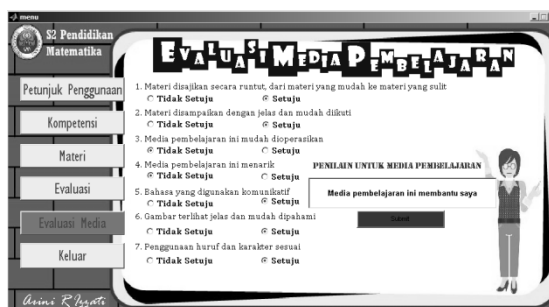 menu
S2 Pendidikan
Matematika
EVALUASI MEDIA PEMBELAJARAN
Petunjuk Penggunaan
Kompetensi
Materi
Evaluasi
Evaluasi Media
Keluar
1. Materi disajikan secara runtut, dari materi yang mudah ke materi yang sulit
Tidak Setuju Setuju
2. Materi disampaikan dengan jelas dan mudah diikuti
Tidak Setuju Setuju
3. Media pembelajaran ini mudah dioperasikan
Tidak Setuju Setuju
4. Media pembelajaran ini menarik
Tidak Setuju Setuju
5. Bahasa yang digunakan komunikatif
Tidak Setuju Setuju
6. Gambar terlihat jelas dan mudah dipahami
Tidak Setuju Setuju
7. Penggunaan huruf dan karakter sesuai
Tidak Setuju Setuju
PENILAIN UNTUK MEDIA PEMBELAJARAN
Media pembelajaran ini membantu saya
Submit
Arini R Izzati